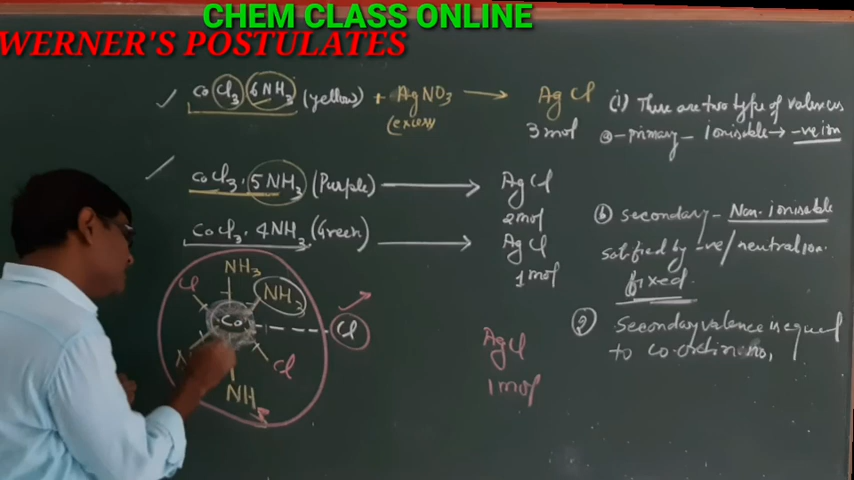 CHEM CLASS ONLINE
WERNER'S POSTULATES
CoCl3 6NH3 (yellow) + AgNO3 → AgCl
(excess)
3 mol
CoCl3. 5NH3 (Purple) → AgCl
2mol
CoCl3. 4NH3 (Green) → AgCl
1 mol
NH3
Cl
NH3
Co
Cl
Cl
NH3
AgCl
1 mol
(i) There are two type of valences
ⓐ - primary - ionisable → -ve ion
ⓑ secondary - Non-ionisable
satisfied by -ve/neutral ion.
fixed
② Secondary valence is equal
to co-ordin no,